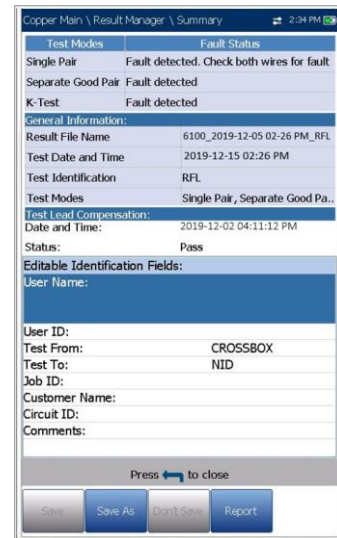 Copper Main \ Result Manager \ Summary 2:34 PM
Test Modes Fault Status
Single Pair Fault detected. Check both wires for fault
Separate Good Pair Fault detected
K-Test Fault detected
General Information:
Result File Name 6100_2019-12-05 02-26 PM_RFL
Test Date and Time 2019-12-15 02:26 PM
Test Identification RFL
Test Modes Single Pair, Separate Good Pa..
Test Lead Compensation:
Date and Time: 2019-12-02 04:11:12 PM
Status: Pass
Editable Identification Fields:
User Name:
User ID:
Test From: CROSSBOX
Test To: NID
Job ID:
Customer Name:
Circuit ID:
Comments:
Press to close
Save Save As Don't Save Report